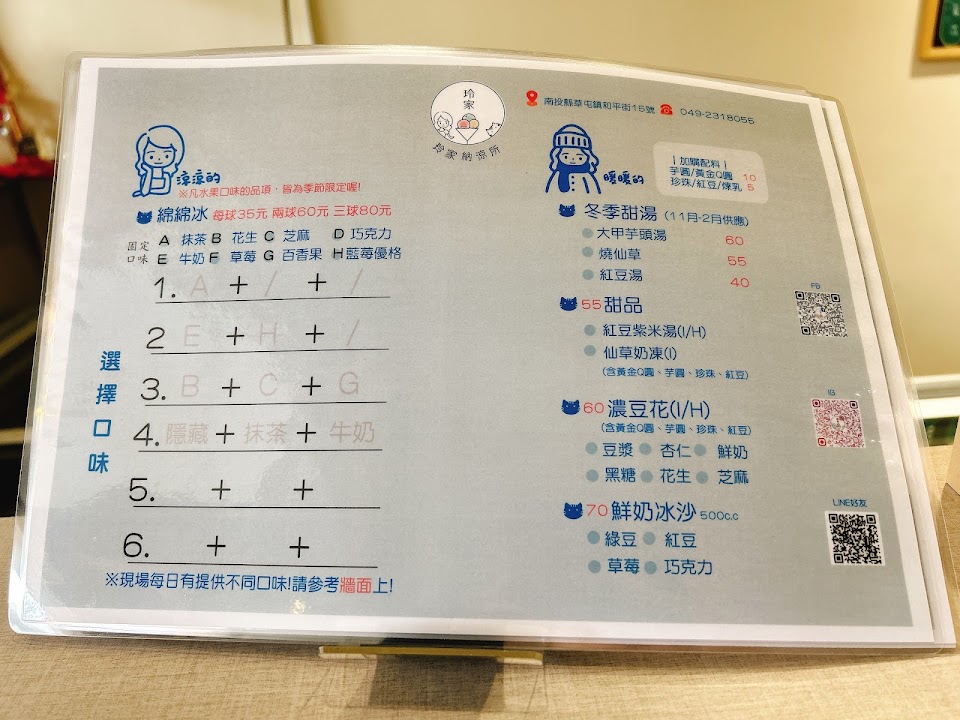 玲家
玲家納涼所
南投縣草屯鎮和平街15號 049-2318055
涼涼的
※凡水果口味的品項，皆為季節限定喔!
綿綿冰 每球35元 兩球60元 三球80元
固定口味
A 抹茶 B 花生 C 芝麻 D 巧克力
E 牛奶 F 草莓 G 百香果 H 藍莓優格
選擇口味
1. A + / + /
2 E + H + /
3. B + C + G
4. 隱藏 + 抹茶 + 牛奶
5. + +
6. + +
※現場每日有提供不同口味!請參考牆面上!
暖暖的
|加購配料|
芋圓/黃金Q圓 10
珍珠/紅豆/煉乳 5
冬季甜湯 (11月-2月供應)
大甲芋頭湯 60
燒仙草 55
紅豆湯 40
55甜品
紅豆紫米湯(I/H)
仙草奶凍(I)
(含黃金Q圓、芋圓、珍珠、紅豆)
60濃豆花(I/H)
(含黃金Q圓、芋圓、珍珠、紅豆)
豆漿 杏仁 鮮奶
黑糖 花生 芝麻
70鮮奶冰沙 500c.c
綠豆 紅豆
草莓 巧克力
FB
IG
LINE好友